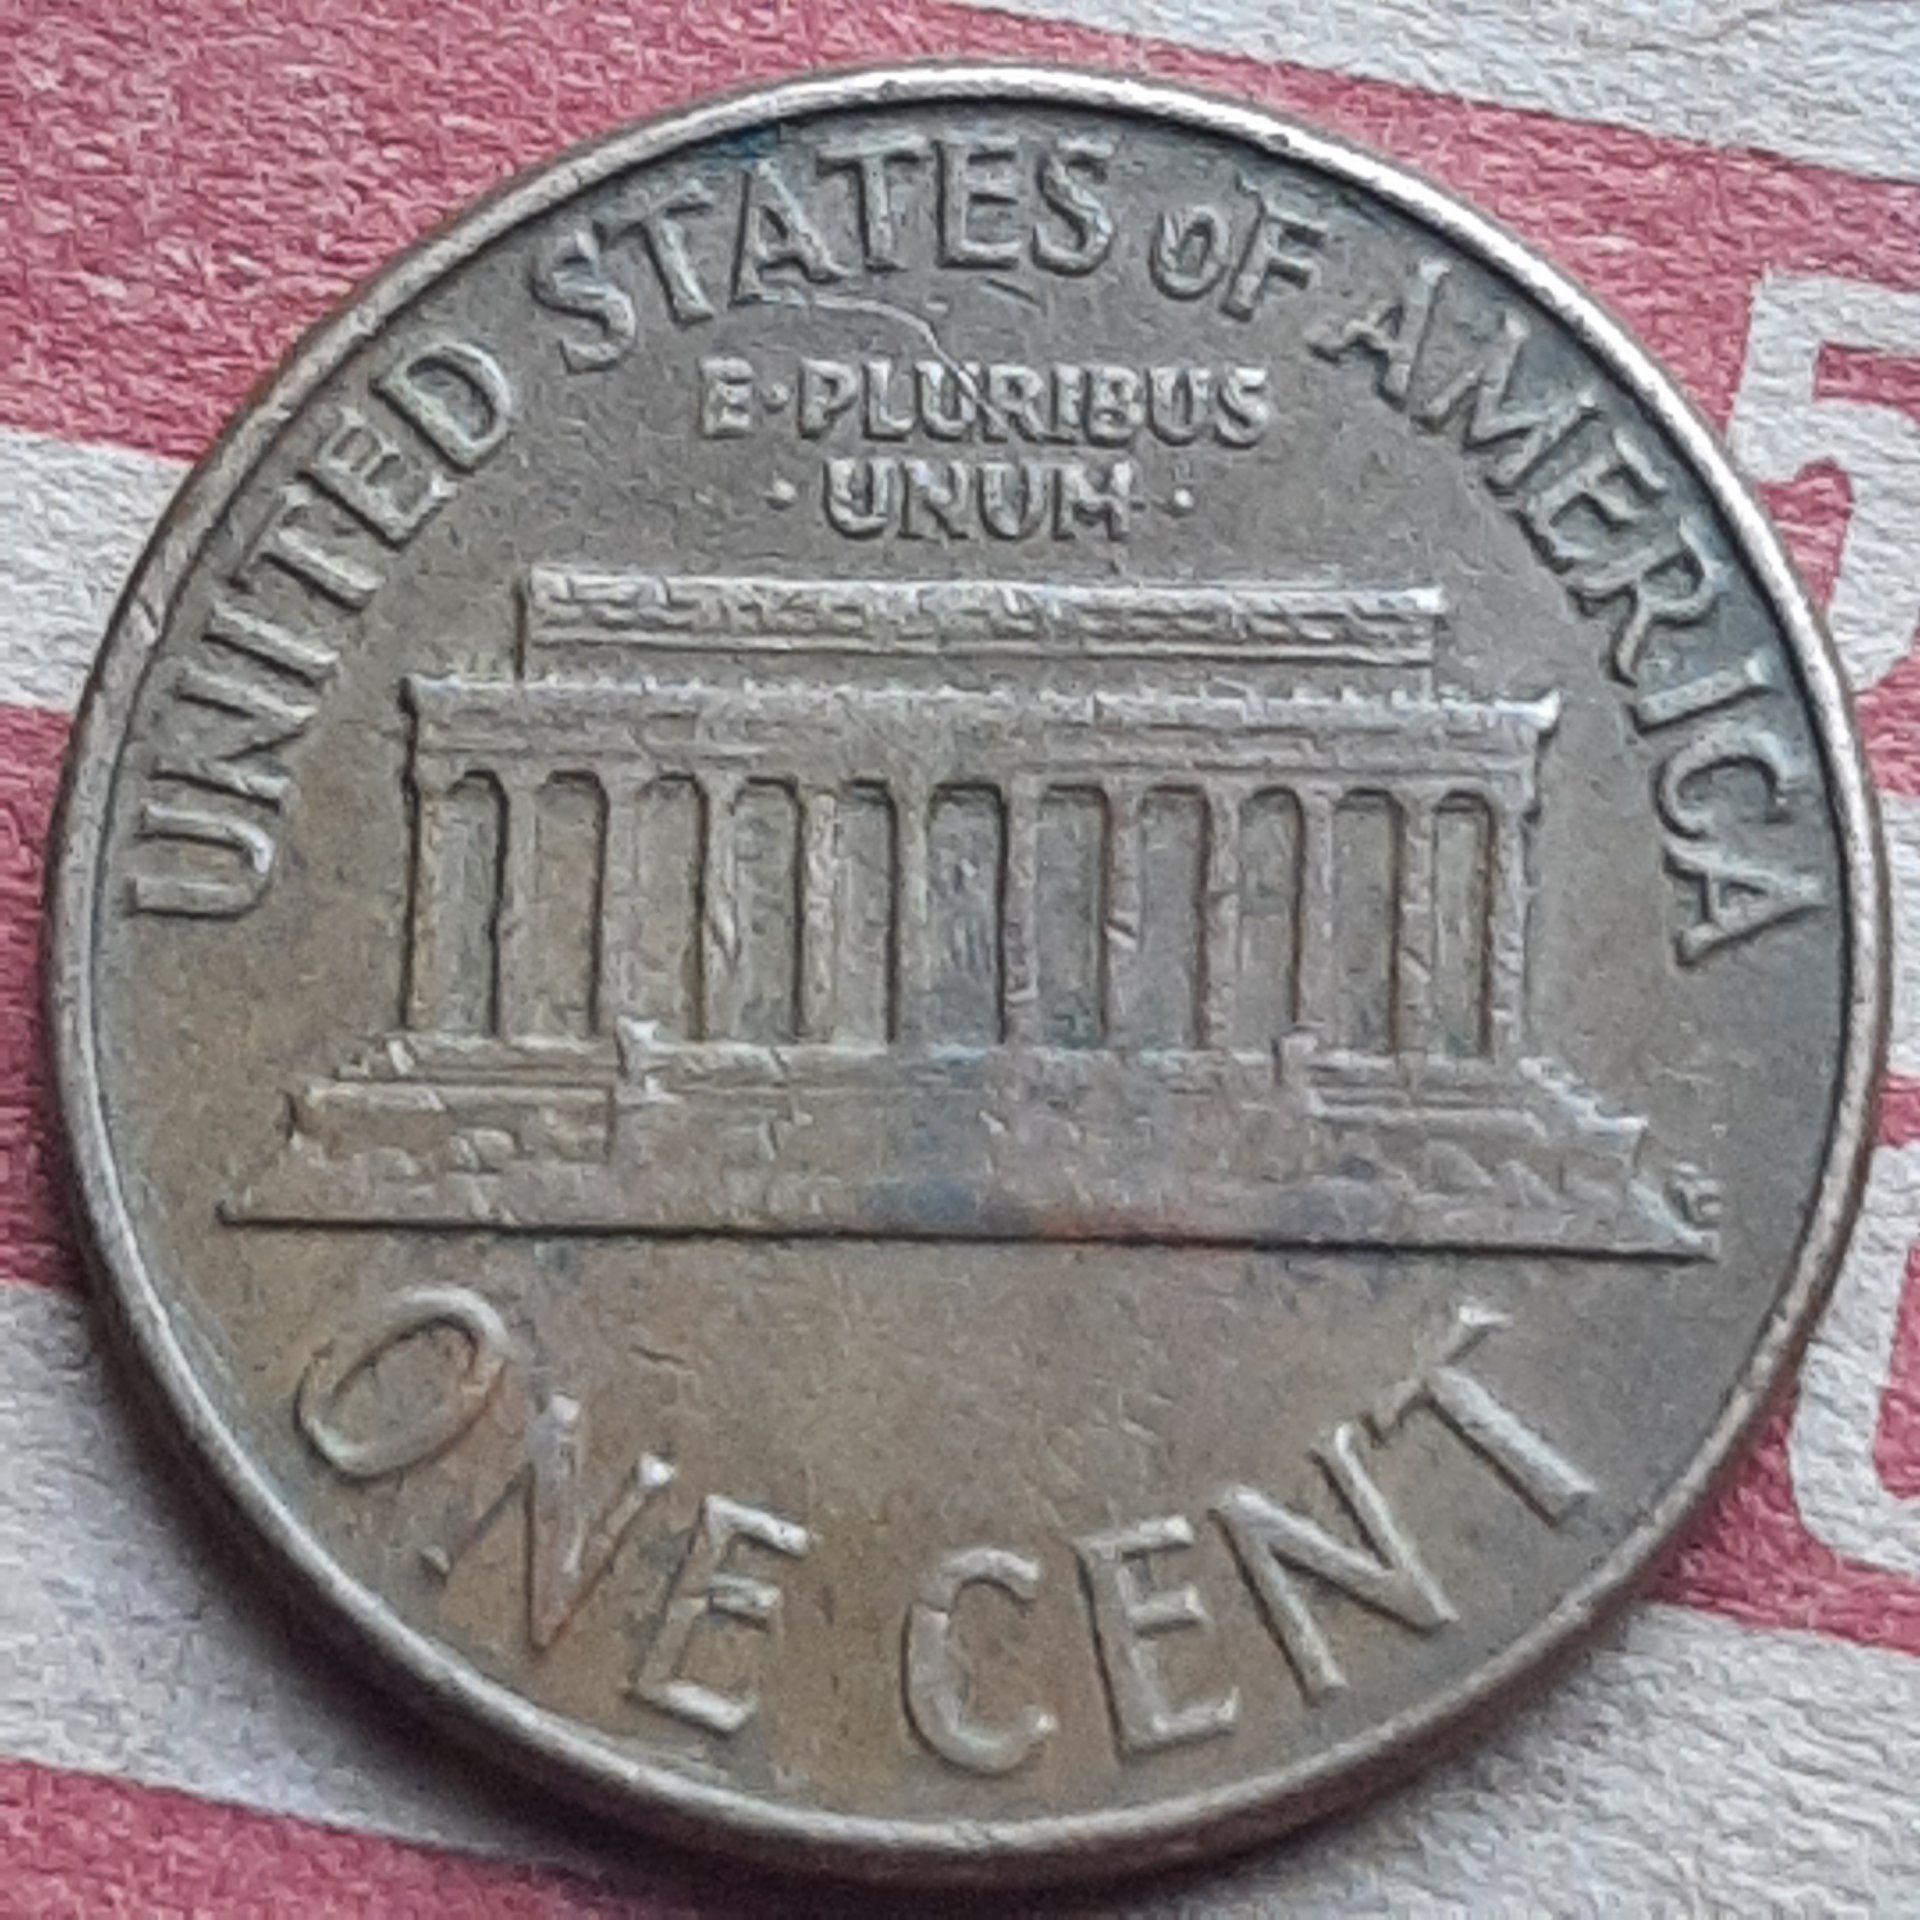 UNITED STATES OF AMERICA
E·PLURIBUS
·UNUM·
ONE CENT